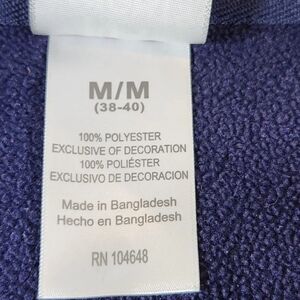 M/M
(38-40)
100% POLYESTER
EXCLUSIVE OF DECORATION
100% POLIÉSTER
EXCLUSIVO DE DECORACION
Made in Bangladesh
Hecho en Bangladesh
RN 104648